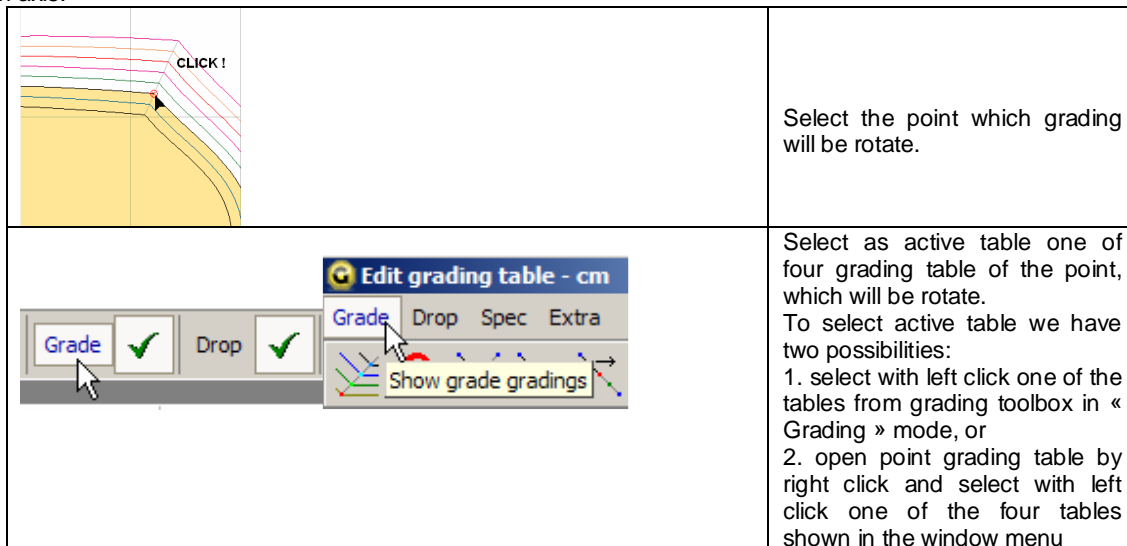 CLICK !
Select the point which grading
will be rotate.
Grade Drop
Edit grading table - cm
Grade Drop Spec Extra
Show grade gradings
Select as active table one of
four grading table of the point,
which will be rotate.
To select active table we have
two possibilities:
1. select with left click one of the
tables from grading toolbox in «
Grading » mode, or
2. open point grading table by
right click and select with left
click one of the four tables
shown in the window menu